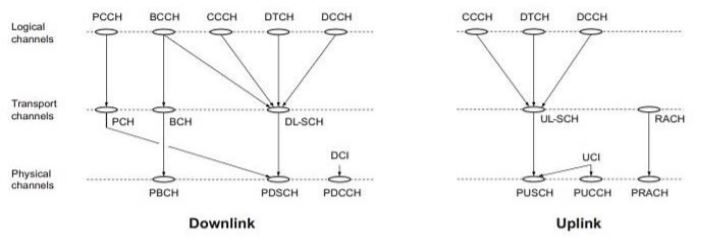 PCCH BCCH CCCH DTCH DCCH CCCH DTCH DCCH
Logical
channels
Transport
channels
PCH BCH DL-SCH UL-SCH RACH
DCI UCI
Physical
channels
PBCH PDSCH PDCCH PUSCH PUCCH PRACH
Downlink Uplink